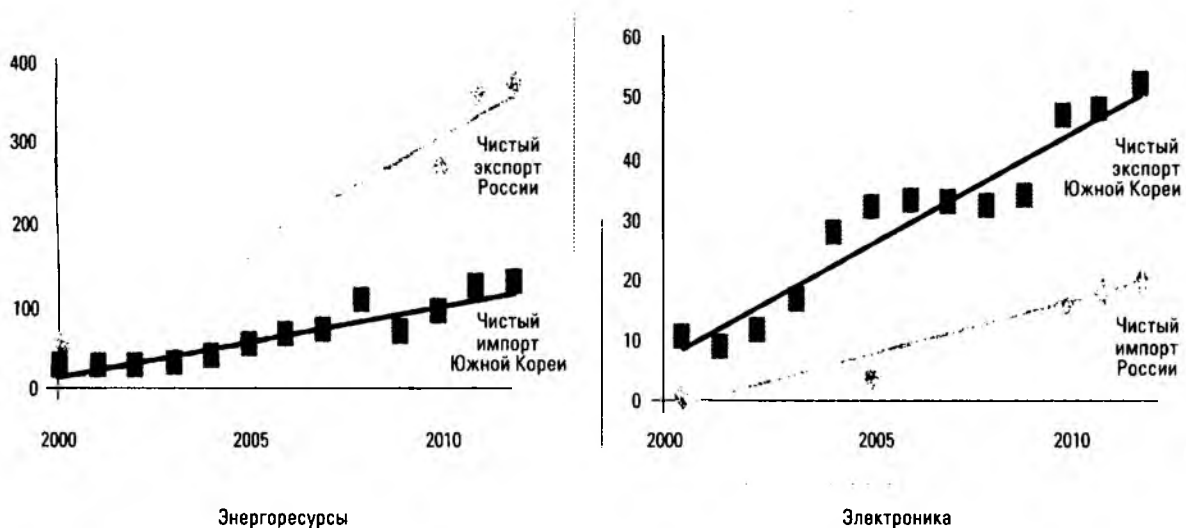 400
300
200
100
0
Чистый
экспорт
России
Чистый
импорт
Южной Кореи
2000
2005
2010
Энергоресурсы
60
50
40
30
20
10
0
Чистый
экспорт
Южной Кореи
Чистый
импорт
России
2000
2005
2010
Электроника